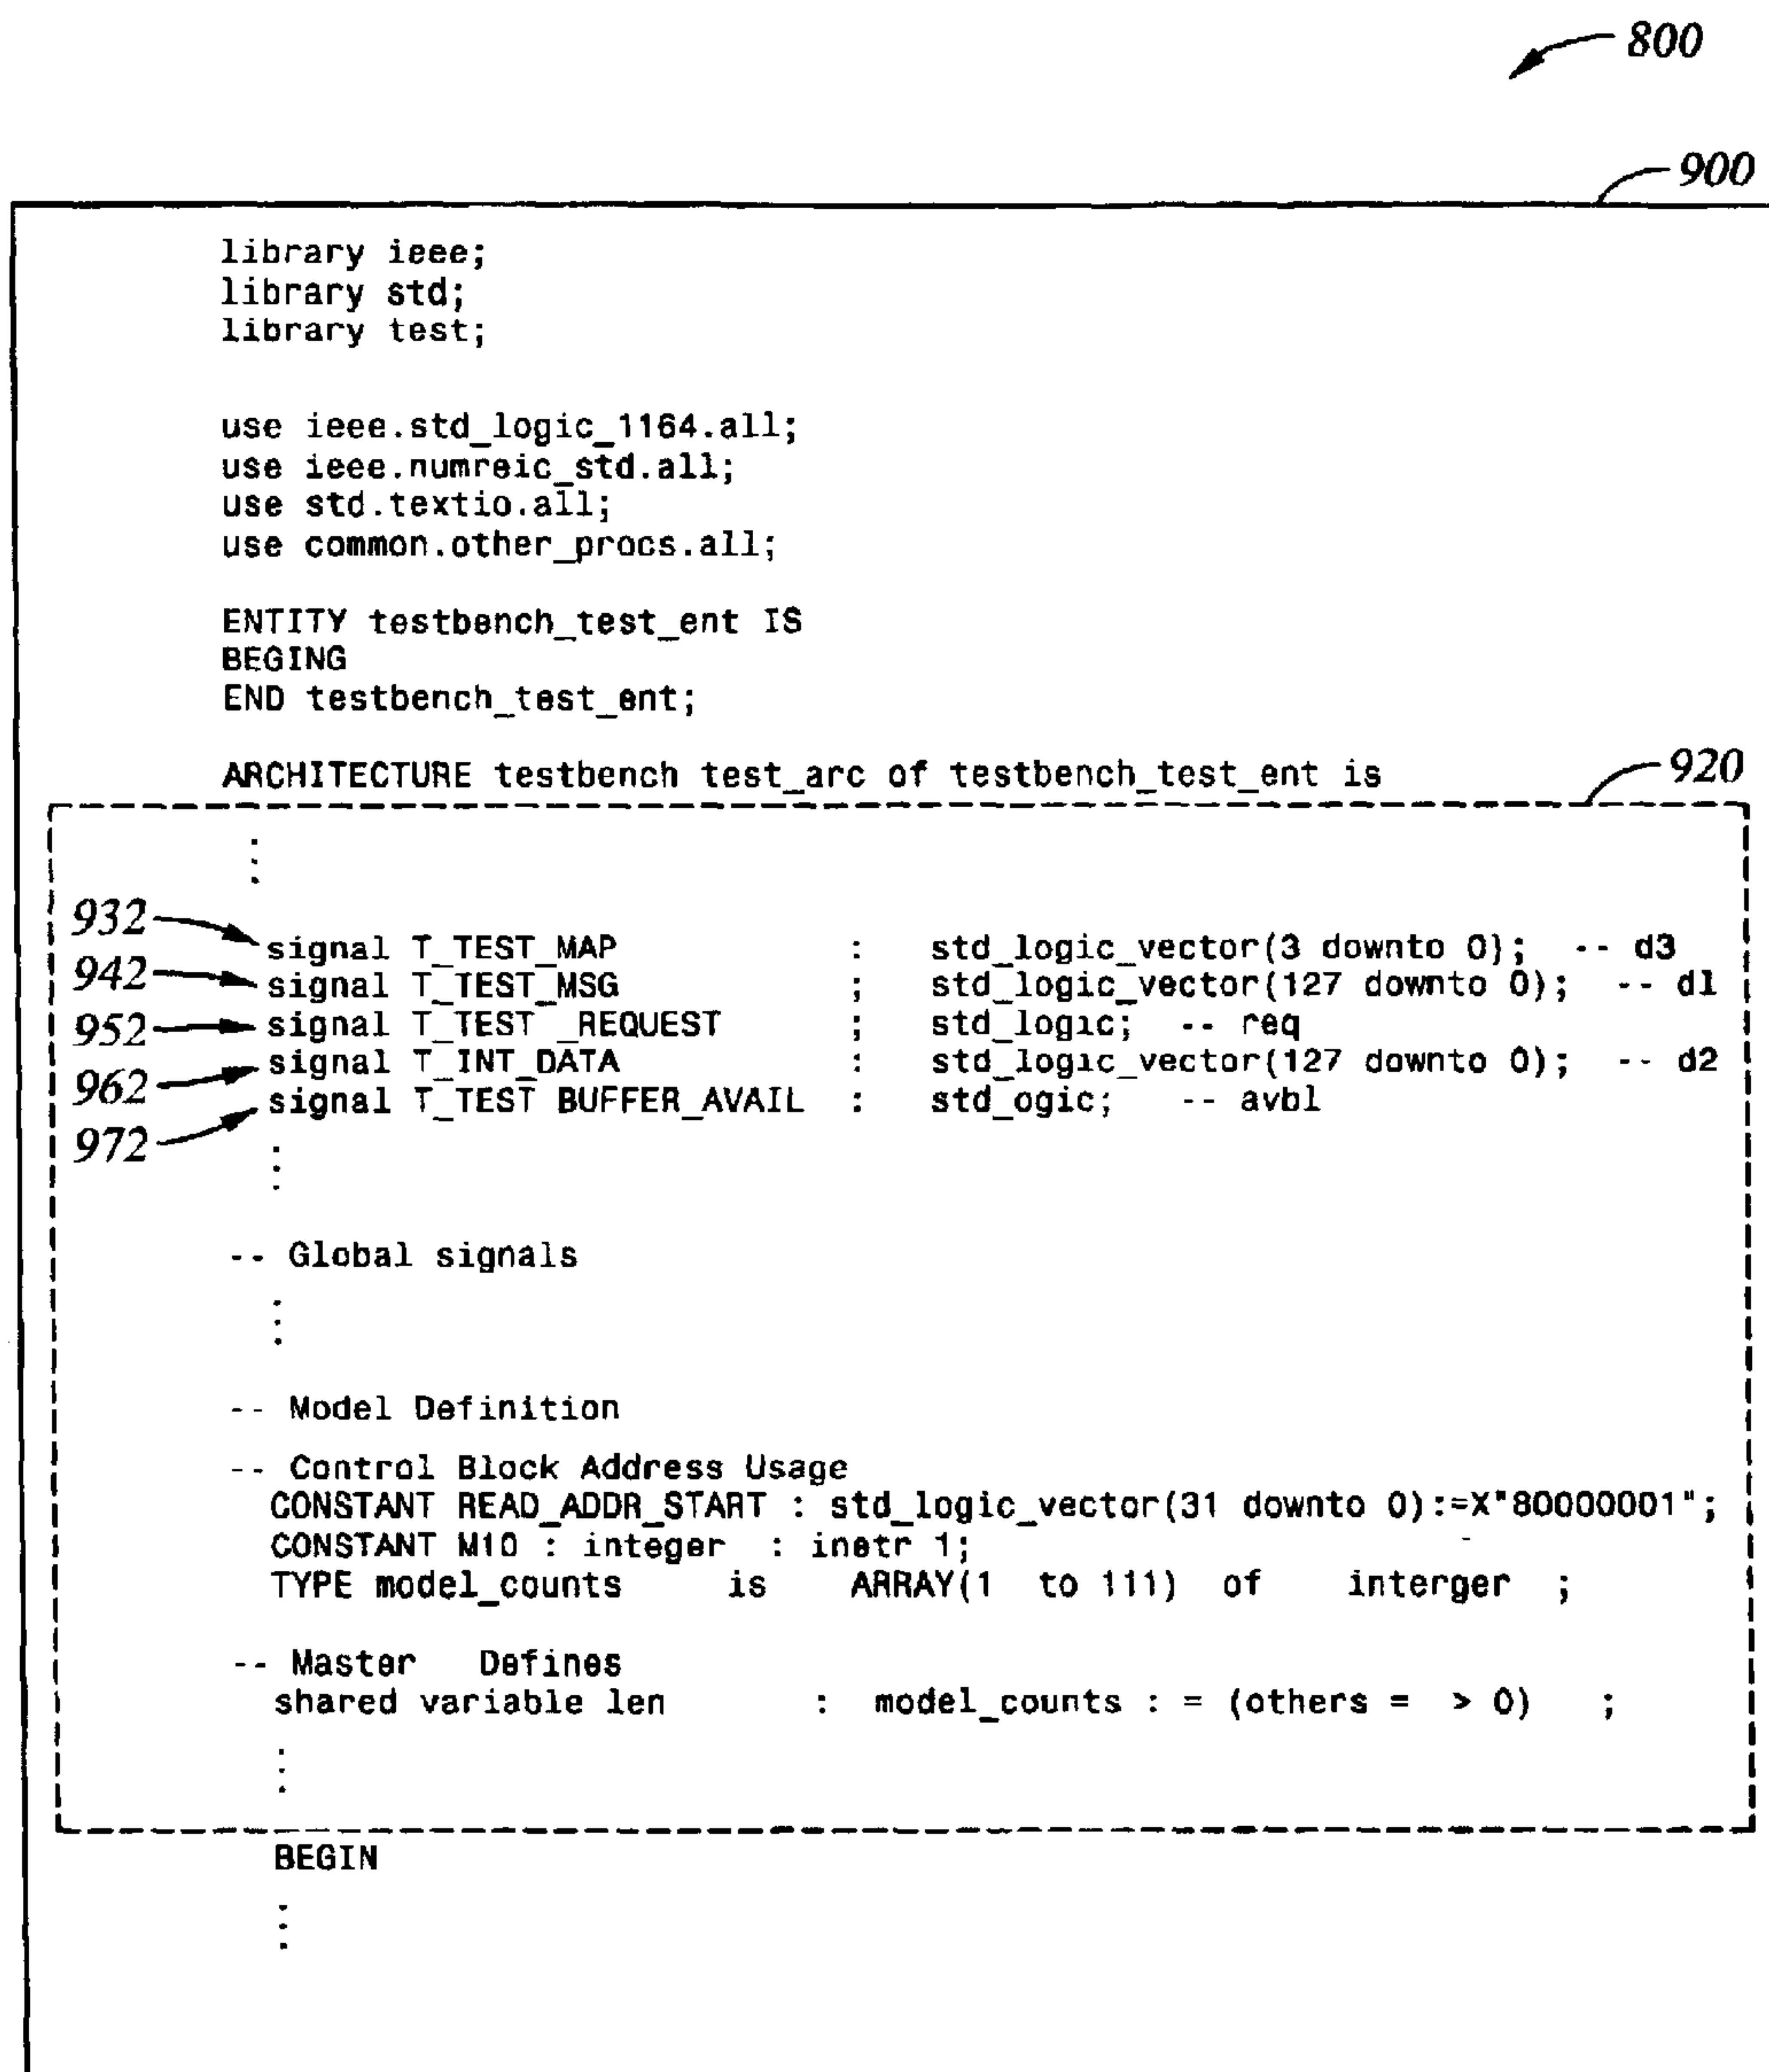 800
900
library ieee;
library std;
library test;
use ieee.std_logic_1164.all;
use ieee.numreic_std.all;
use std.textio.all;
use common.other_procs.all;
ENTITY testbench_test_ent IS
BEGING
END testbench_test_ent;
ARCHITECTURE testbench test_arc of testbench_test_ent is
920
932
signal T_TEST_MAP : std_logic_vector(3 downto 0); -- d3
942
signal T_TEST_MSG ; std_logic_vector(127 downto 0); -- d1
952
signal T_TEST _REQUEST ; std_logic; -- req
962
signal T_INT_DATA : std_logic_vector(127 downto 0); -- d2
972
signal T_TEST BUFFER_AVAIL : std_ogic; -- avbl
-- Global signals
-- Model Definition
-- Control Block Address Usage
CONSTANT READ_ADDR_START : std_logic_vector(31 downto 0):=X"80000001";
CONSTANT M10 : integer : inetr 1;
TYPE model_counts is ARRAY(1 to 111) of interger ;
-- Master Defines
shared variable len : model_counts : = (others = > 0) ;
BEGIN